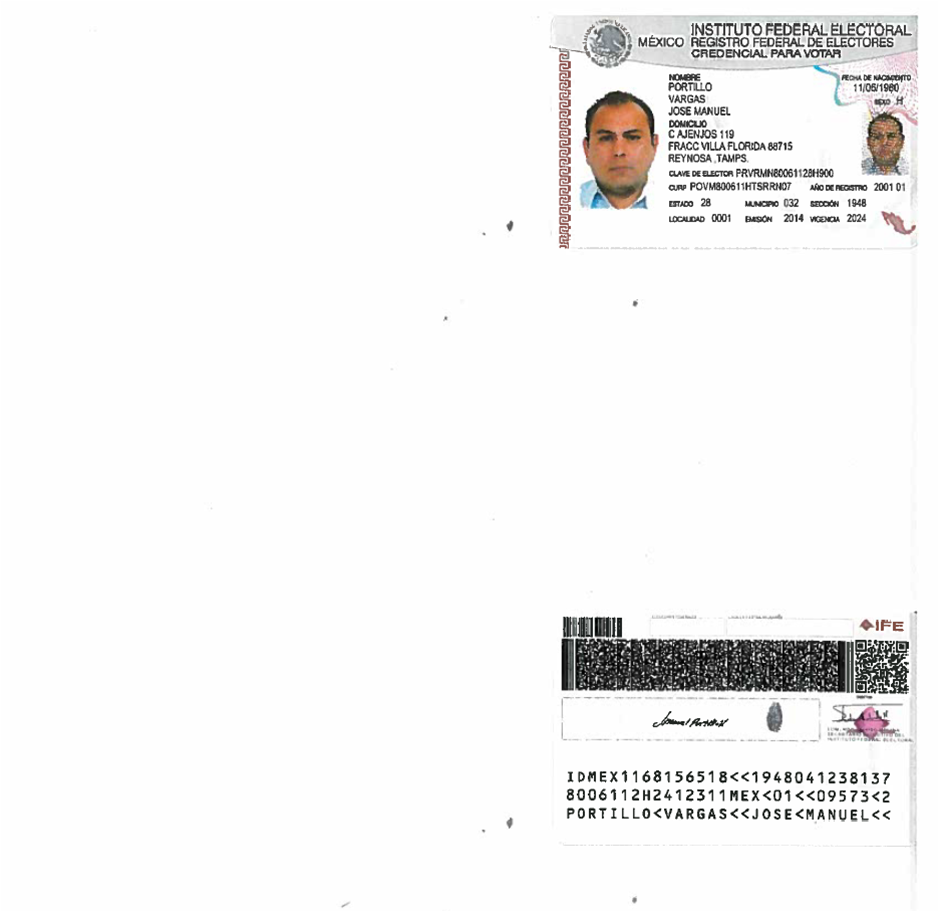 INSTITUTO FEDERAL ELECTORAL
MÉXICO REGISTRO FEDERAL DE ELECTORES
CREDENCIAL PARA VOTAR
NOMBRE
PORTILLO
VARGAS
JOSE MANUEL
FECHA DE NACIMIENTO
11/06/1980
SEXO H
DOMICILIO
C AJENJOS 119
FRACC VILLA FLORIDA 88715
REYNOSA ,TAMPS.
CLAVE DE ELECTOR PRVRMN80061128H900
CURP POVM800611HTSRRN07 AÑO DE REGISTRO 2001 01
ESTADO 28 MUNICIPIO 032 SECCIÓN 1948
LOCALIDAD 0001 EMISIÓN 2014 VIGENCIA 2024
IFE
Manuel Portillo V
IDMEX1168156518<<1948041238137
8006112H2412311MEX<01<<09573<2
PORTILLO<VARGAS<<JOSE<MANUEL<<